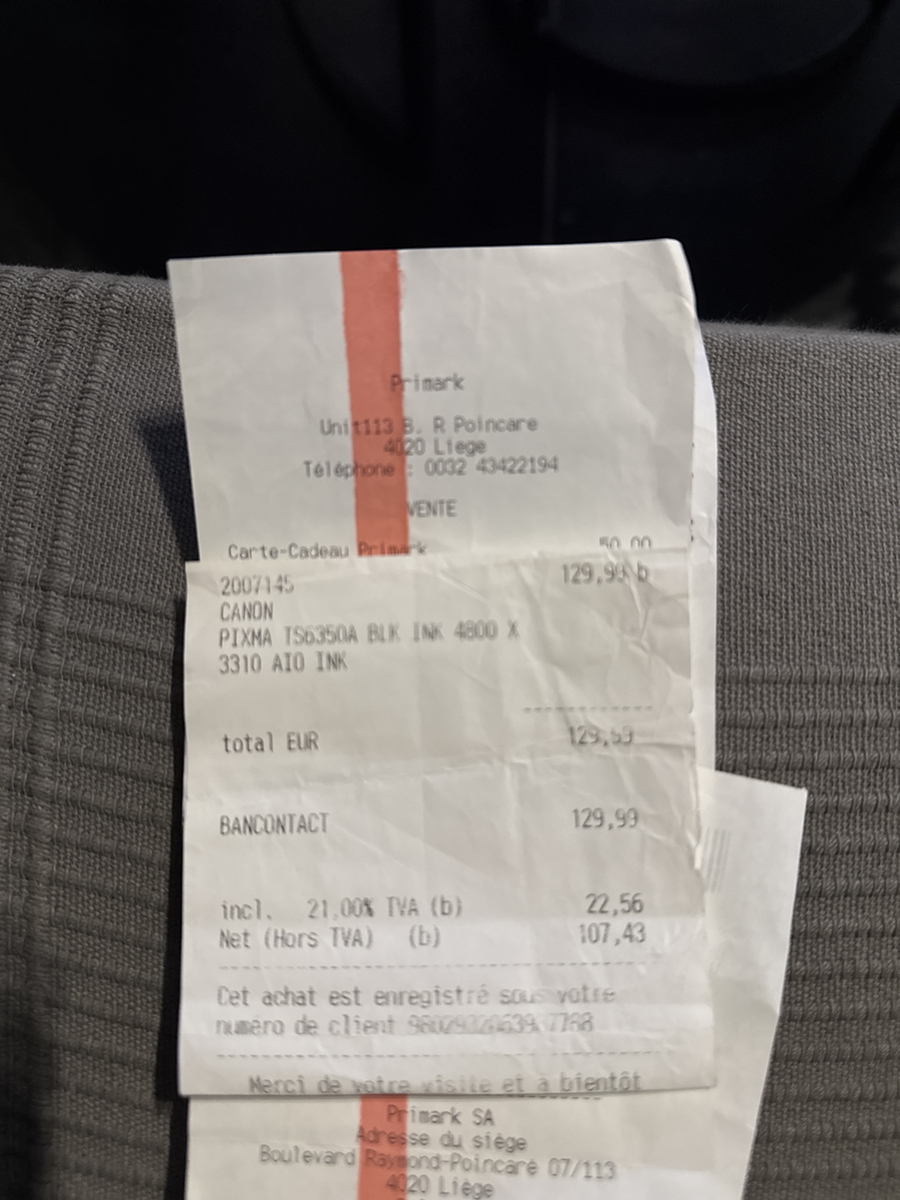 Primark
Unit113 B. R Poincare
4020 Liege
Téléphone : 0032 43422194
VENTE
Carte-Cadeau Primark 50,00
2007145 129,99 b
CANON
PIXMA TS6350A BLK INK 4800 X
3310 AIO INK
total EUR 129,99
BANCONTACT 129,99
incl. 21,00% TVA (b) 22,56
Net (Hors TVA) (b) 107,43
Cet achat est enregistré sous votre
numéro de client
Merci de votre visite et à bientôt
Primark SA
Adresse du siège
Boulevard Raymond-Poincaré 07/113
4020 Liège